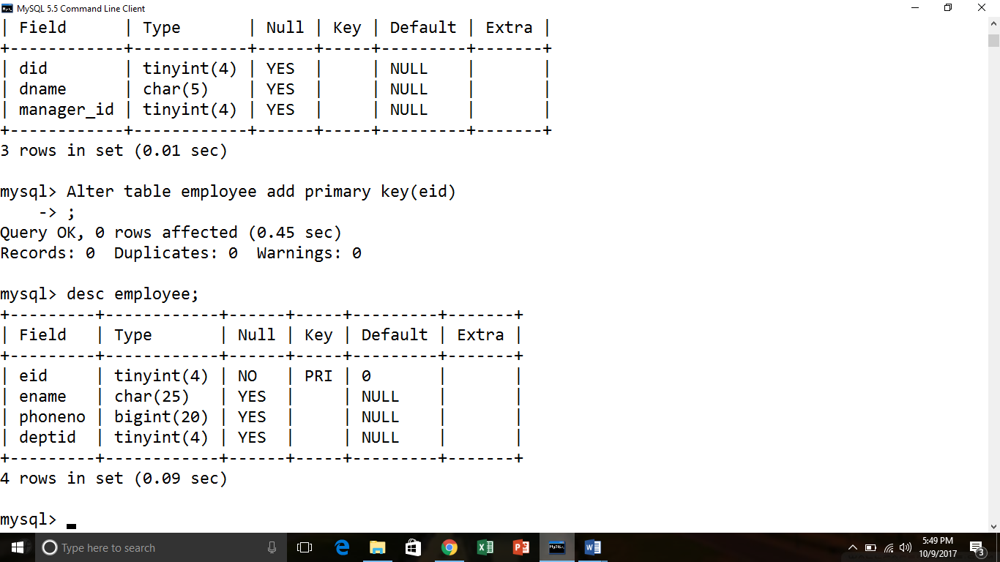 MySQL 5.5 Command Line Client
| Field      | Type       | Null | Key | Default | Extra |
+------------+------------+------+-----+---------+-------+
| did        | tinyint(4) | YES  |     | NULL    |       |
| dname      | char(5)    | YES  |     | NULL    |       |
| manager_id | tinyint(4) | YES  |     | NULL    |       |
+------------+------------+------+-----+---------+-------+
3 rows in set (0.01 sec)
mysql> Alter table employee add primary key(eid)
    -> ;
Query OK, 0 rows affected (0.45 sec)
Records: 0  Duplicates: 0  Warnings: 0
mysql> desc employee;
+---------+------------+------+-----+---------+-------+
| Field   | Type       | Null | Key | Default | Extra |
+---------+------------+------+-----+---------+-------+
| eid     | tinyint(4) | NO   | PRI | 0       |       |
| ename   | char(25)   | YES  |     | NULL    |       |
| phoneno | bigint(20) | YES  |     | NULL    |       |
| deptid  | tinyint(4) | YES  |     | NULL    |       |
+---------+------------+------+-----+---------+-------+
4 rows in set (0.09 sec)
mysql>
Type here to search
5:49 PM
10/9/2017
3